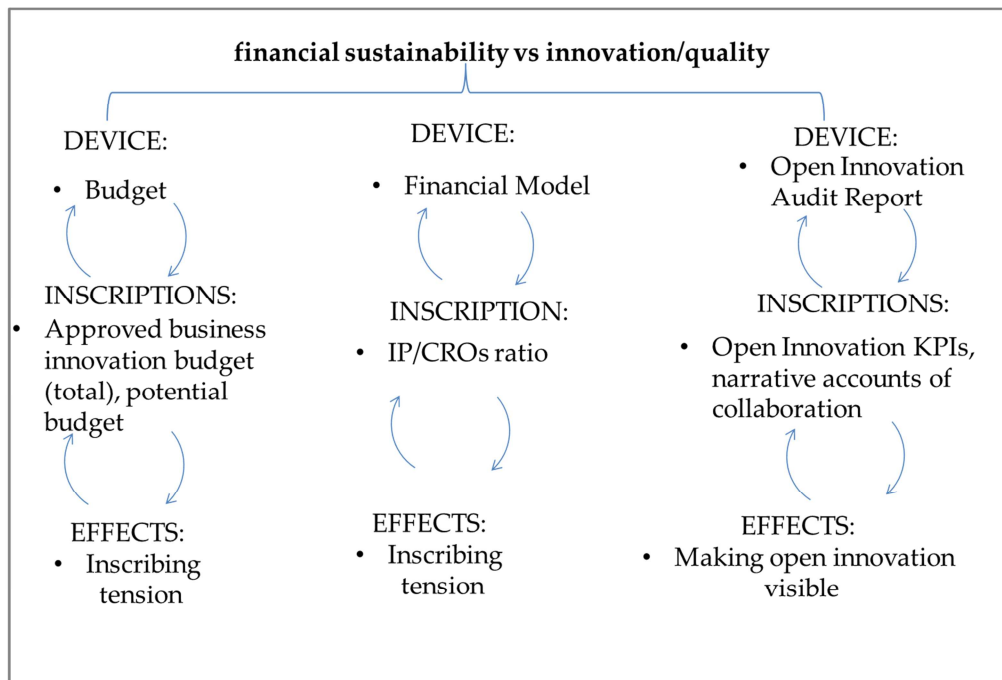 financial sustainability vs innovation/quality
DEVICE:
• Budget
INSCRIPTIONS:
• Approved business
innovation budget
(total), potential
budget
EFFECTS:
• Inscribing
tension
DEVICE:
• Financial Model
INSCRIPTION:
• IP/CROs ratio
EFFECTS:
• Inscribing
tension
DEVICE:
• Open Innovation
Audit Report
INSCRIPTIONS:
• Open Innovation KPIs,
narrative accounts of
collaboration
EFFECTS:
• Making open innovation
visible